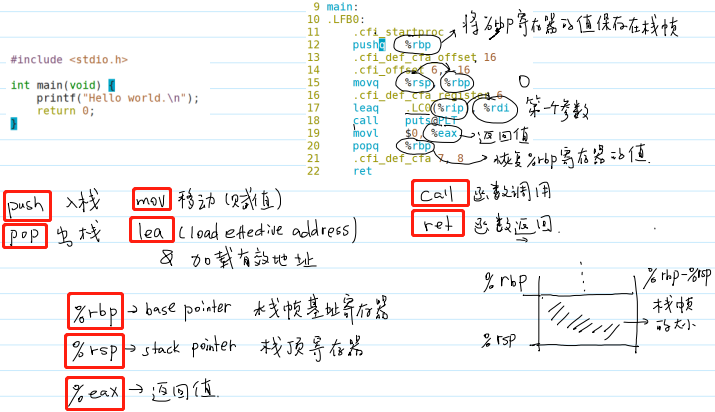 #include <stdio.h>
int main(void) {
printf("Hello world.\n");
return 0;
}
9 main:
10 .LFB0:
11 .cfi_startproc
12 pushq %rbp
将%rbp寄存器的值保存在栈帧
13 .cfi_def_cfa_offset 16
14 .cfi_offset 6, -16
15 movq %rsp, %rbp
16 .cfi_def_cfa_register 6
17 leaq .LC0(%rip), %rdi
第一个参数
18 call puts@PLT
19 movl $0, %eax
返回值
20 popq %rbp
恢复%rbp寄存器的值.
21 .cfi_def_cfa 7, 8
22 ret
push 入栈
mov 移动(赋值)
call 函数调用
pop 出栈
lea (load effective address)
ret 函数返回.
加载有效地址
%rbp → base pointer 栈帧基址寄存器
%rsp → stack pointer 栈顶寄存器
%eax → 返回值.
%rbp
%rsp
%rbp-%rsp
栈帧
的大小